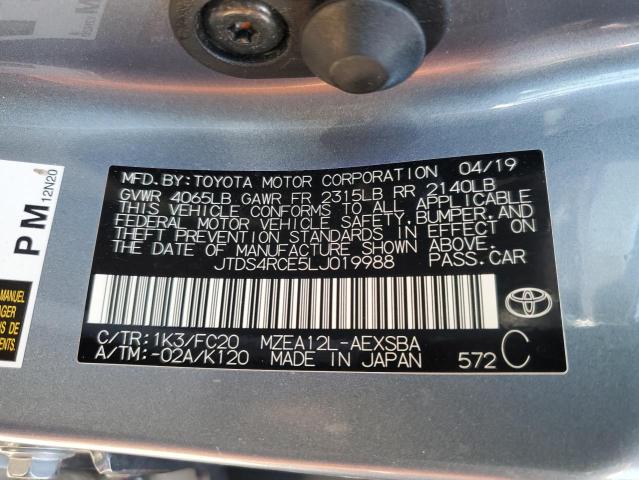 PM
12N20
MFD.BY:TOYOTA MOTOR CORPORATION 04/19
GVWR 4065LB GAWR FR 2315LB RR 2140LB
THIS VEHICLE CONFORMS TO ALL APPLICABLE
FEDERAL MOTOR VEHICLE SAFETY,BUMPER,AND
THEFT PREVENTION STANDARDS IN EFFECT ON
THE DATE OF MANUFACTURE SHOWN ABOVE.
JTDS4RCE5LJ019988 PASS.CAR
C/TR:1K3/FC20 MZEA12L-AEXSBA
A/TM:-02A/K120 MADE IN JAPAN 572 C
MANUEL